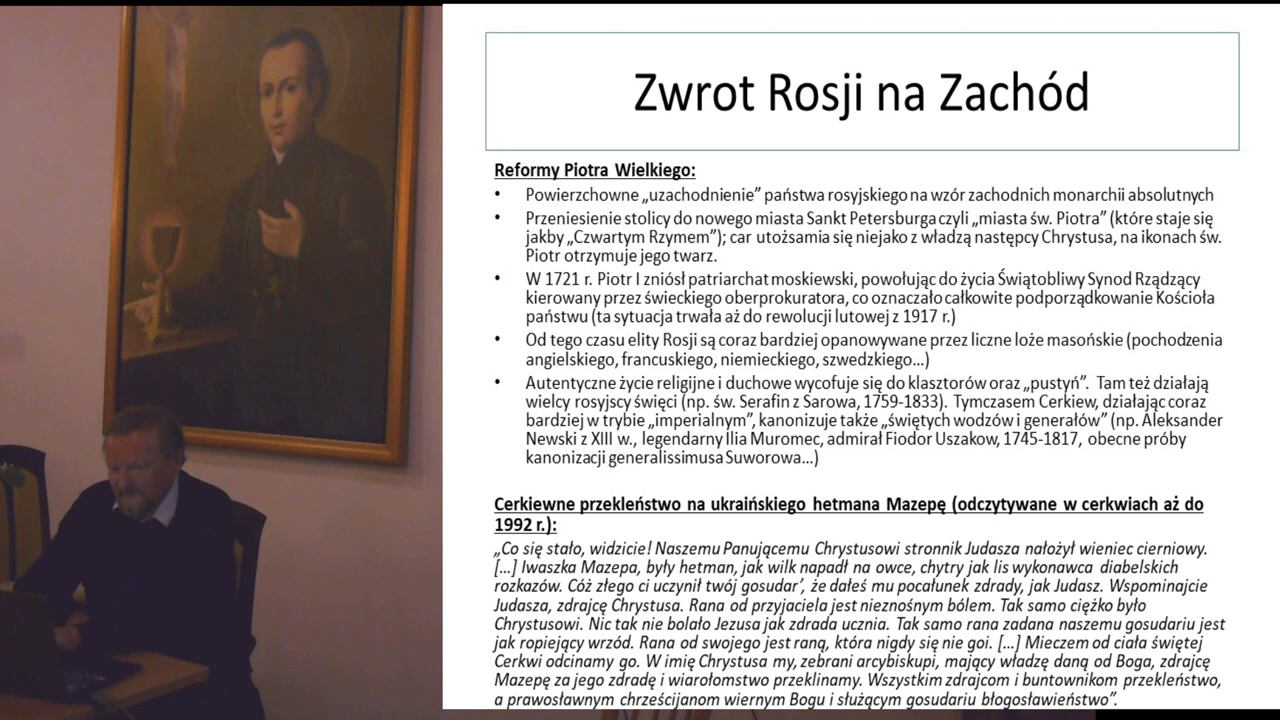 Zwrot Rosji na Zachód
Reformy Piotra Wielkiego:
• Powierzchowne „uzachodnienie” państwa rosyjskiego na wzór zachodnich monarchii absolutnych
• Przeniesienie stolicy do nowego miasta Sankt Petersburga czyli „miasta św. Piotra” (które staje się
jakby „Czwartym Rzymem”); car utożsamia się niejako z władzą następcy Chrystusa, na ikonach św.
Piotr otrzymuje jego twarz.
• W 1721 r. Piotr I zniósł patriarchat moskiewski, powołując do życia Świątobliwy Synod Rządzący
kierowany przez świeckiego oberprokuratora, co oznaczało całkowite podporządkowanie Kościoła
państwu (ta sytuacja trwała aż do rewolucji lutowej z 1917 r.)
• Od tego czasu elity Rosji są coraz bardziej opanowywane przez liczne loże masońskie (pochodzenia
angielskiego, francuskiego, niemieckiego, szwedzkiego...)
• Autentyczne życie religijne i duchowe wycofuje się do klasztorów oraz „pustyń”. Tam też działają
wielcy rosyjscy święci (np. św. Serafin z Sarowa, 1759-1833). Tymczasem Cerkiew, działając coraz
bardziej w trybie „imperialnym”, kanonizuje także „świętych wodzów i generałów” (np. Aleksander
Newski z XIII w., legendarny Ilia Muromec, admirał Fiodor Uszakow, 1745-1817, obecne próby
kanonizacji generalissimusa Suworowa...)
Cerkiewne przekleństwo na ukraińskiego hetmana Mazepę (odczytywane w cerkwiach aż do
1992 r.):
„Co się stało, widzicie! Naszemu Panującemu Chrystusowi stronnik Judasza nałożył wieniec cierniowy.
[...] Iwaszka Mazepa, były hetman, jak wilk napadł na owce, chytry jak lis wykonawca diabelskich
rozkazów. Cóż złego ci uczynił twój gosudar’, że dałeś mu pocałunek zdrady, jak Judasz. Wspominajcie
Judasza, zdrajcę Chrystusa. Rana od przyjaciela jest nieznośnym bólem. Tak samo ciężko było
Chrystusowi. Nic tak nie bolało Jezusa jak zdrada ucznia. Tak samo rana zadana naszemu gosudariu jest
jak ropiejący wrzód. Rana od swojego jest raną, która nigdy się nie goi. [...] Mieczem od ciała świętej
Cerkwi odcinamy go. W imię Chrystusa my, zebrani arcybiskupi, mający władzę daną od Boga, zdrajcę
Mazepę za jego zdradę i wiarołomstwo przeklinamy. Wszystkim zdrajcom i buntownikom przekleństwo,
a prawosławnym chrześcijanom wiernym Bogu i służącym gosudariu błogosławieństwo”.